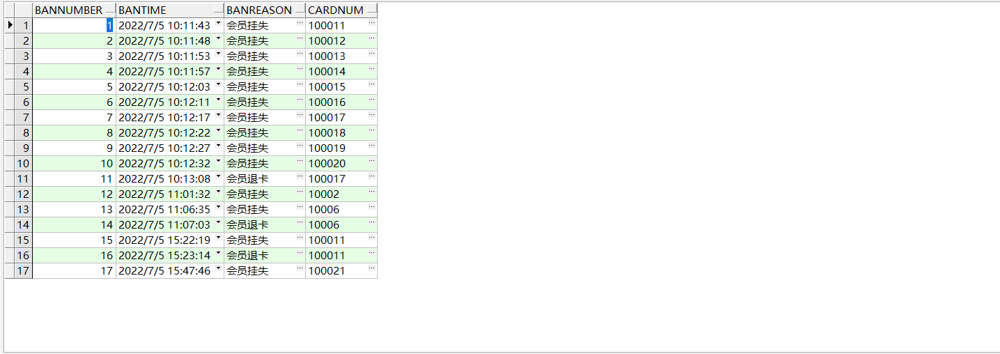 BANNUMBER BANTIME BANREASON CARDNUM
1 1 2022/7/5 10:11:43 会员挂失 100011
2 2 2022/7/5 10:11:48 会员挂失 100012
3 3 2022/7/5 10:11:53 会员挂失 100013
4 4 2022/7/5 10:11:57 会员挂失 100014
5 5 2022/7/5 10:12:03 会员挂失 100015
6 6 2022/7/5 10:12:11 会员挂失 100016
7 7 2022/7/5 10:12:17 会员挂失 100017
8 8 2022/7/5 10:12:22 会员挂失 100018
9 9 2022/7/5 10:12:27 会员挂失 100019
10 10 2022/7/5 10:12:32 会员挂失 100020
11 11 2022/7/5 10:13:08 会员退卡 100017
12 12 2022/7/5 11:01:32 会员挂失 10002
13 13 2022/7/5 11:06:35 会员挂失 10006
14 14 2022/7/5 11:07:03 会员退卡 10006
15 15 2022/7/5 15:22:19 会员挂失 100011
16 16 2022/7/5 15:23:14 会员退卡 100011
17 17 2022/7/5 15:47:46 会员挂失 100021